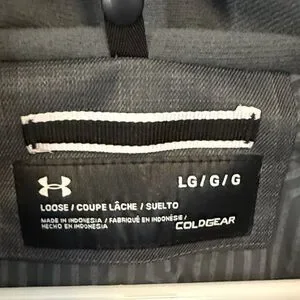 LG / G / G
LOOSE / COUPE LÂCHE / SUELTO
MADE IN INDONESIA / FABRIQUÉ EN INDONÉSIE /
HECHO EN INDONESIA
COLDGEAR